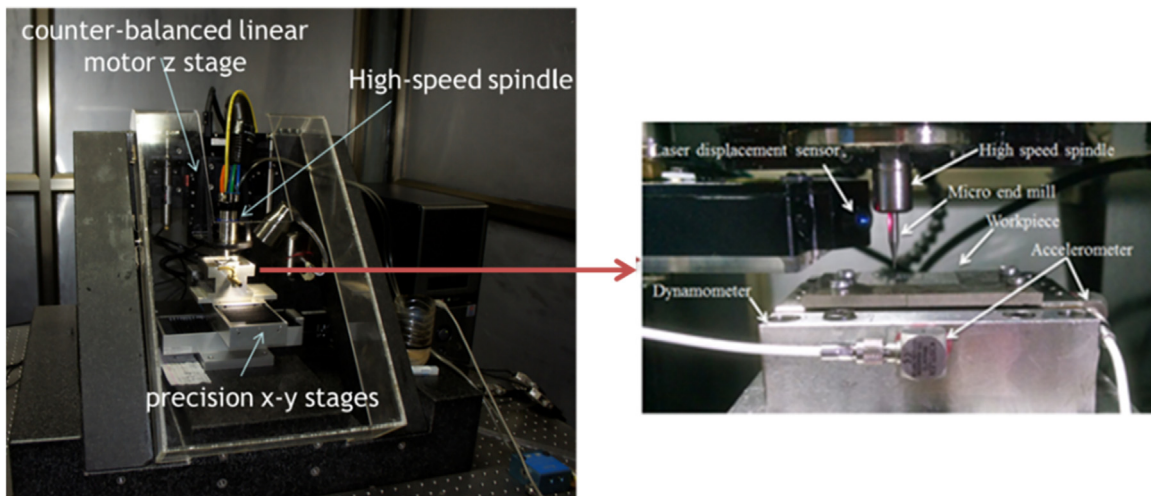 counter-balanced linear
motor z stage
High-speed spindle
precision x-y stages
Laser displacement sensor
High speed spindle
Micro end mill
Workpiece
Accelerometer
Dynamometer